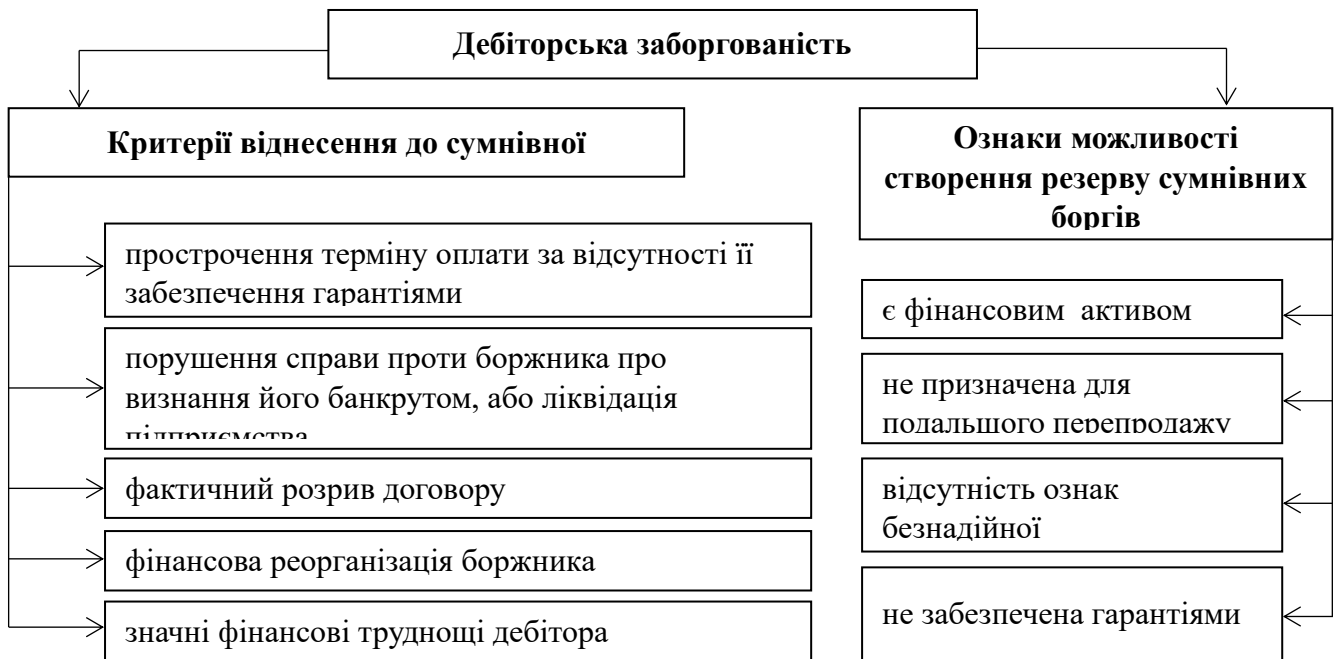 Дебіторська заборгованість
Критерії віднесення до сумнівної
прострочення терміну оплати за відсутності її
забезпечення гарантіями
порушення справи проти боржника про
визнання його банкрутом, або ліквідація
підприємства
фактичний розрив договору
фінансова реорганізація боржника
значні фінансові труднощі дебітора
Ознаки можливості
створення резерву сумнівних
боргів
є фінансовим активом
не призначена для
подальшого перепродажу
відсутність ознак
безнадійної
не забезпечена гарантіями